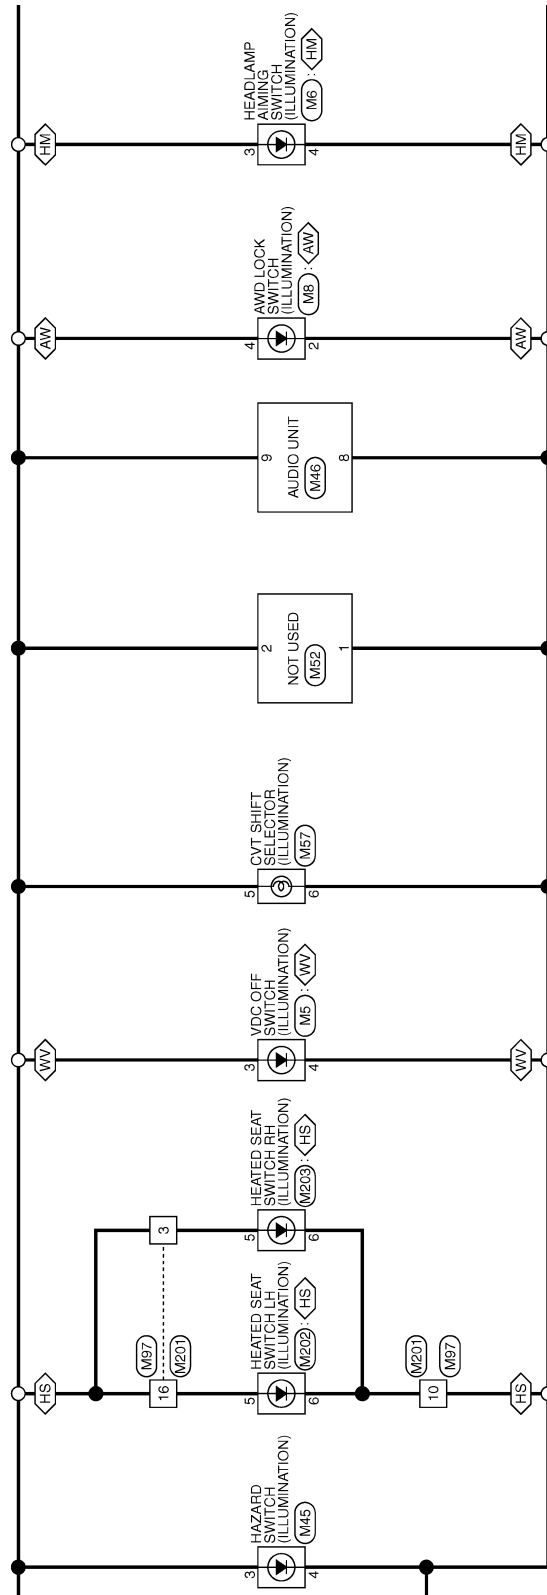 HM
3
HEADLAMP
AIMING
SWITCH
(ILLUMINATION)
M6 : HM
4
HM
AW
4
AWD LOCK
SWITCH
(ILLUMINATION)
M8 : AW
2
AW
9
AUDIO UNIT
M46
8
2
NOT USED
M52
1
5
CVT SHIFT
SELECTOR
(ILLUMINATION)
M57
6
WV
3
VDC OFF
SWITCH
(ILLUMINATION)
M5 : WV
4
WV
3
5
HEATED SEAT
SWITCH RH
(ILLUMINATION)
M203 : HS
6
HS
M97
16
M201
5
HEATED SEAT
SWITCH LH
(ILLUMINATION)
M202 : HS
6
M201
10
M97
HS
3
HAZARD
SWITCH
(ILLUMINATION)
M45
4